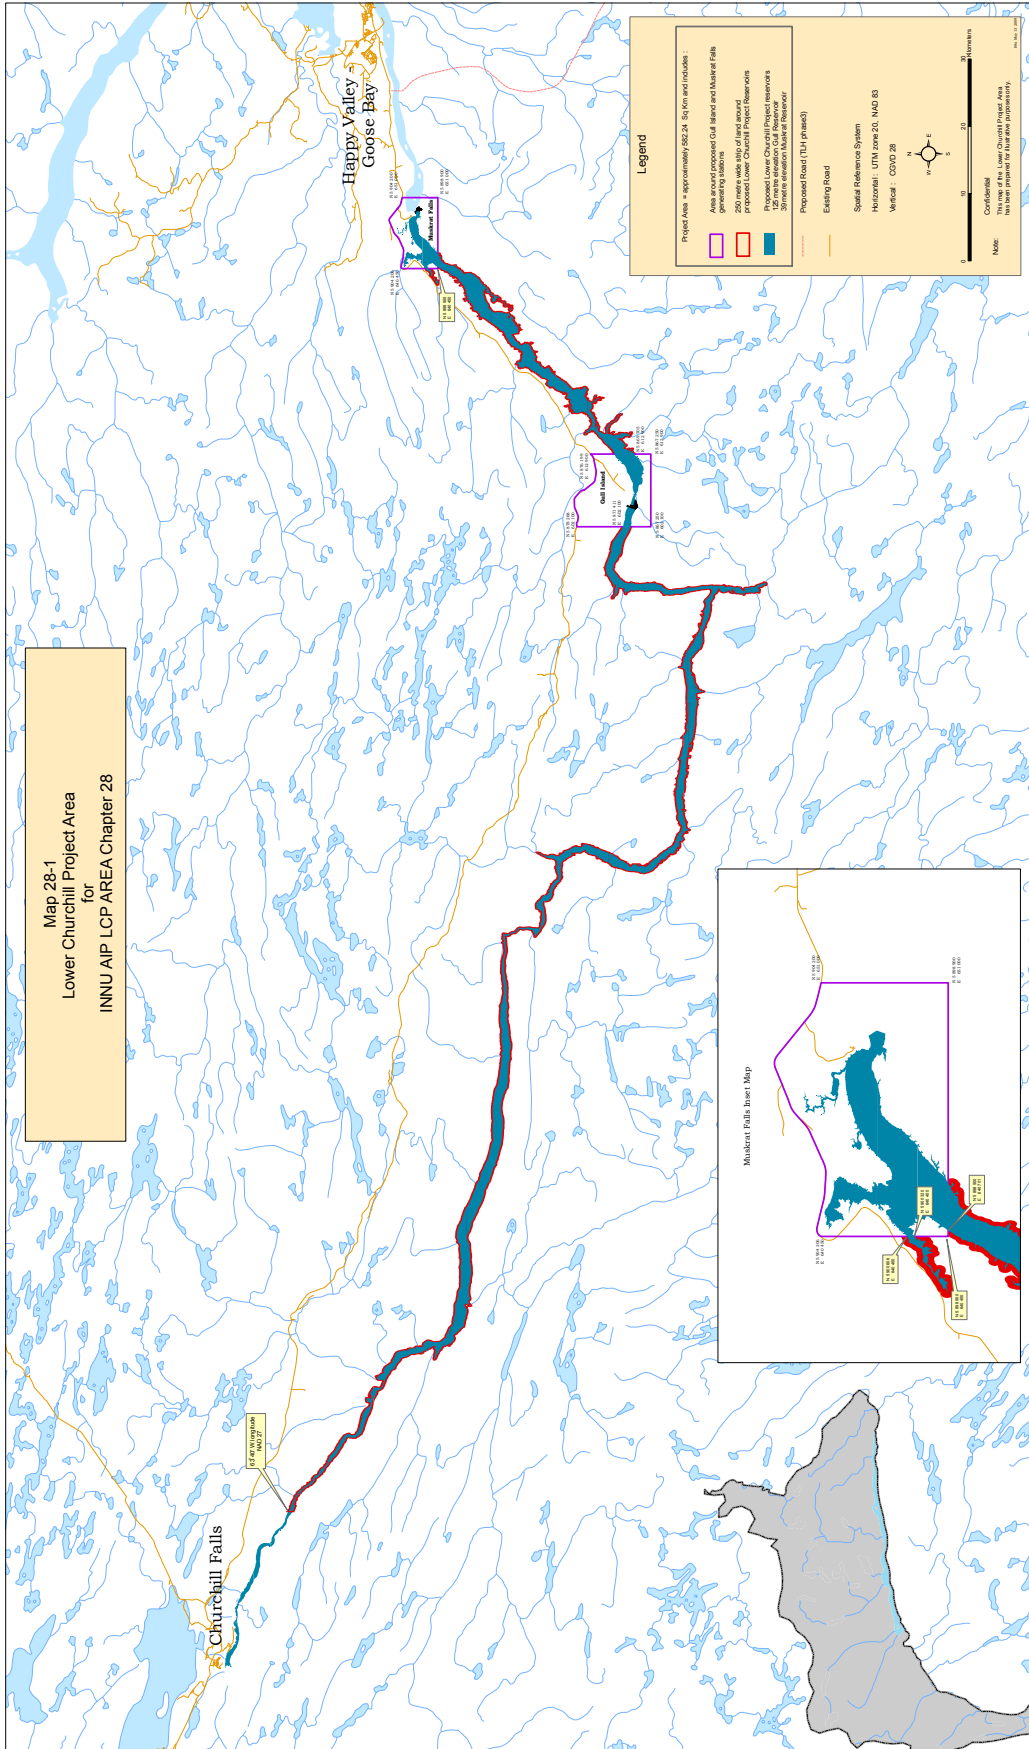 Map 28-1
Lower Churchill Project Area
for
INNU AIP LCP AREA Chapter 28
Churchill Falls
63°40' W longitude
NAD 27
Happy Valley -
Goose Bay
Muskrat Falls
Gull Island
Muskrat Falls Inset Map
Legend
Project Area = approximately 582.24 Sq Km and includes :
Area around proposed Gull Island and Muskrat Falls
generating stations
250 metre wide strip of land around
proposed Lower Churchill Project Reservoirs
Proposed Lower Churchill Project reservoirs
125 metre elevation Gull Reservoir
39 metre elevation Muskrat Reservoir
Proposed Road (TLH phase3)
Existing Road
Spatial Reference System
Horizontal : UTM zone 20, NAD 83
Vertical : CGVD 28
N
E
S
W
0 10 20 30
Kilometers
Confidential
Note: This map of the Lower Churchill Project Area
has been prepared for illustrative purposes only.